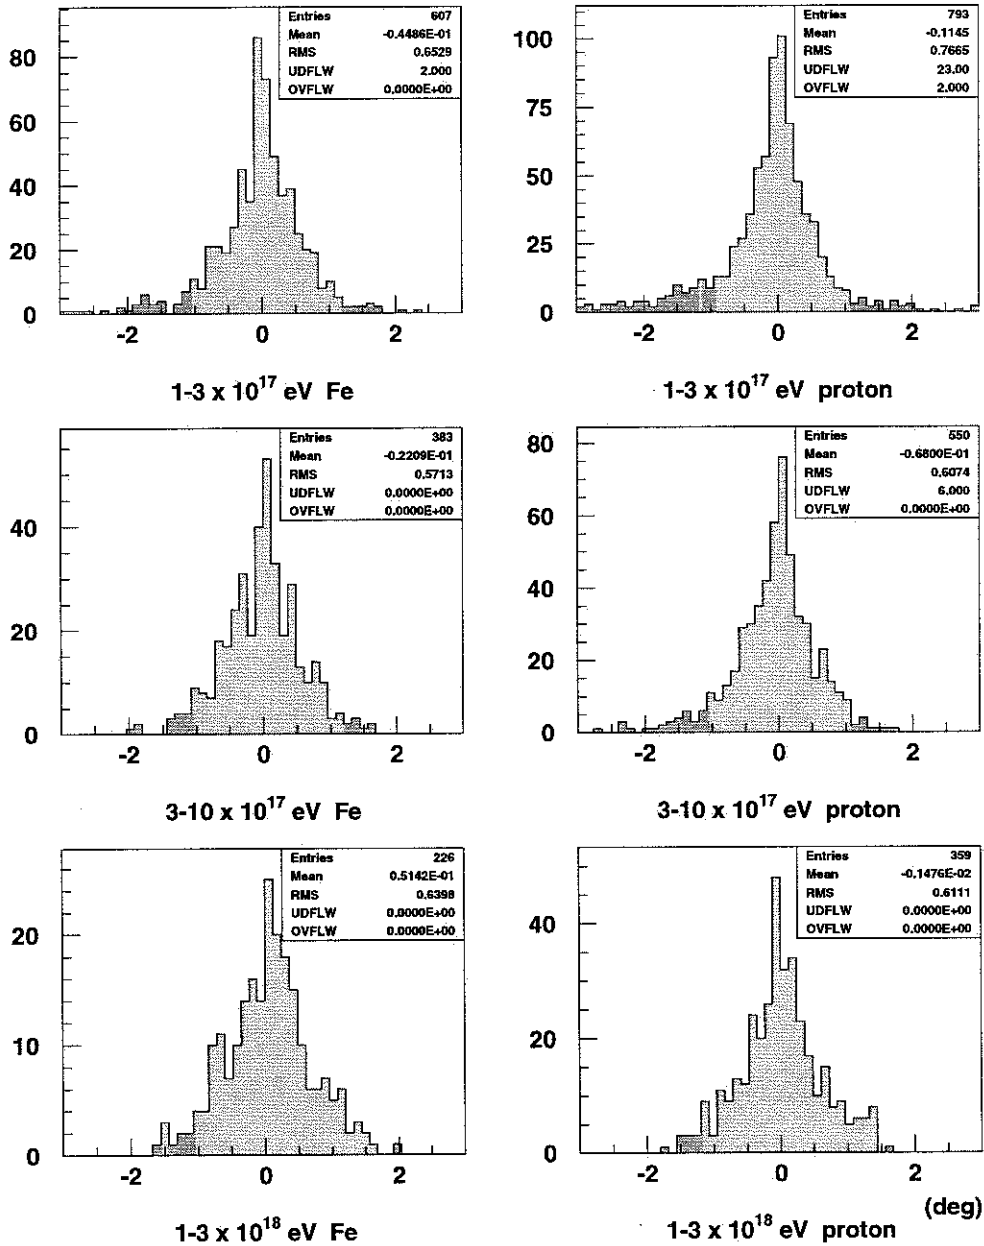 Entries 607
Mean -0.4486E-01
RMS 0.6529
UDFLW 2.000
OVFLW 0.0000E+00
80
60
40
20
0
-2 0 2
1-3 x 10^17 eV Fe
Entries 793
Mean -0.1145
RMS 0.7665
UDFLW 23.00
OVFLW 2.000
100
75
50
25
0
-2 0 2
1-3 x 10^17 eV proton
Entries 383
Mean -0.2209E-01
RMS 0.5713
UDFLW 0.0000E+00
OVFLW 0.0000E+00
40
20
0
-2 0 2
3-10 x 10^17 eV Fe
Entries 550
Mean -0.6800E-01
RMS 0.6074
UDFLW 6.000
OVFLW 0.0000E+00
80
60
40
20
0
-2 0 2
3-10 x 10^17 eV proton
Entries 226
Mean 0.5142E-01
RMS 0.6398
UDFLW 0.0000E+00
OVFLW 0.0000E+00
20
10
0
-2 0 2
1-3 x 10^18 eV Fe
Entries 359
Mean -0.1476E-02
RMS 0.6111
UDFLW 0.0000E+00
OVFLW 0.0000E+00
40
20
0
-2 0 2
(deg)
1-3 x 10^18 eV proton